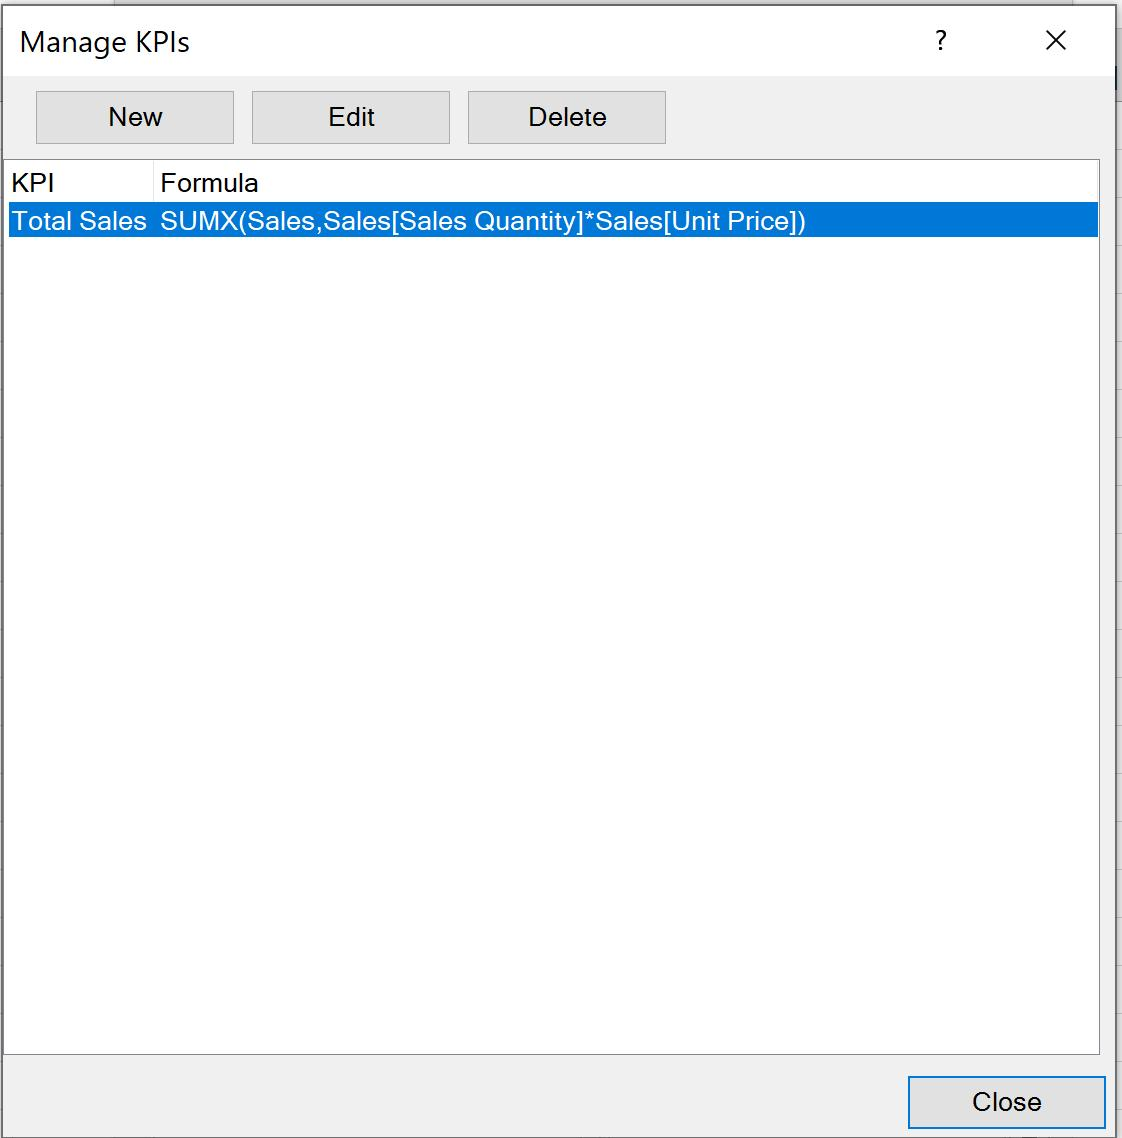 Manage KPIs ?
New Edit Delete
KPI Formula
Total Sales SUMX(Sales,Sales[Sales Quantity]*Sales[Unit Price])
Close